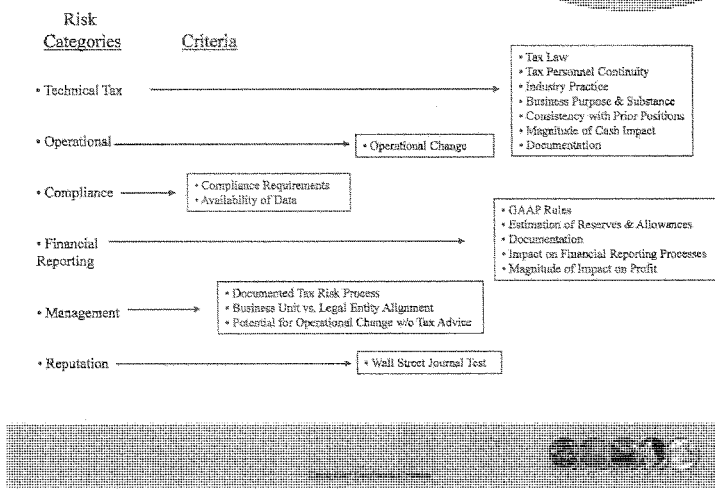 Risk
Categories Criteria
• Technical Tax
• Tax Law
• Tax Personnel Continuity
• Industry Practice
• Business Purpose & Substance
• Consistency with Prior Positions
• Magnitude of Cash Impact
• Documentation
• Operational
• Operational Change
• Compliance
• Compliance Requirements
• Availability of Data
• Financial
Reporting
• GAAP Rules
• Estimation of Reserves & Allowances
• Documentation
• Impact on Financial Reporting Processes
• Magnitude of Impact on Profit
• Management
• Documented Tax Risk Process
• Business Unit vs. Legal Entity Alignment
• Potential for Operational Change w/o Tax Advice
• Reputation
• Wall Street Journal Test